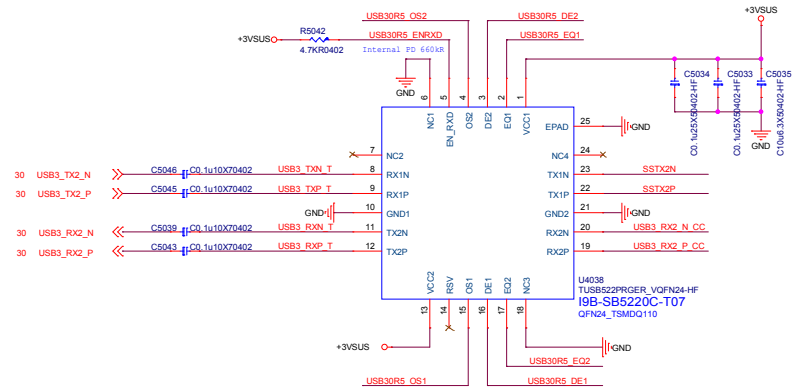 USB30R5_OS2
USB30R5_DE2
+3VSUS
R5042
USB30R5_ENRXD
USB30R5_EQ1
+3VSUS
4.7KR0402
Internal PD 660kR
GND
C5034
C0.1u25X50402-HF
C5033
C0.1u25X50402-HF
C5035
C10u6.3X50402-HF
GND
6
5
4
3
2
1
NC1
EN_RXD
OS2
DE2
EQ1
VCC1
EPAD
25
GND
7
NC2
NC4
24
30
USB3_TX2_N
C5046
C0.1u10X70402
USB3_TXN_T
8
RX1N
TX1N
23
SSTX2N
30
USB3_TX2_P
C5045
C0.1u10X70402
USB3_TXP_T
9
RX1P
TX1P
22
SSTX2P
GND
10
GND1
GND2
21
GND
30
USB3_RX2_N
C5039
C0.1u10X70402
USB3_RXN_T
11
TX2N
RX2N
20
USB3_RX2_N_CC
30
USB3_RX2_P
C5043
C0.1u10X70402
USB3_RXP_T
12
TX2P
RX2P
19
USB3_RX2_P_CC
VCC2
RSV
OS1
DE1
EQ2
NC3
13
14
15
16
17
18
U4038
TUSB522PRGER_VQFN24-HF
I9B-SB5220C-T07
QFN24_TSMDQ110
+3VSUS
GND
USB30R5_EQ2
USB30R5_OS1
USB30R5_DE1